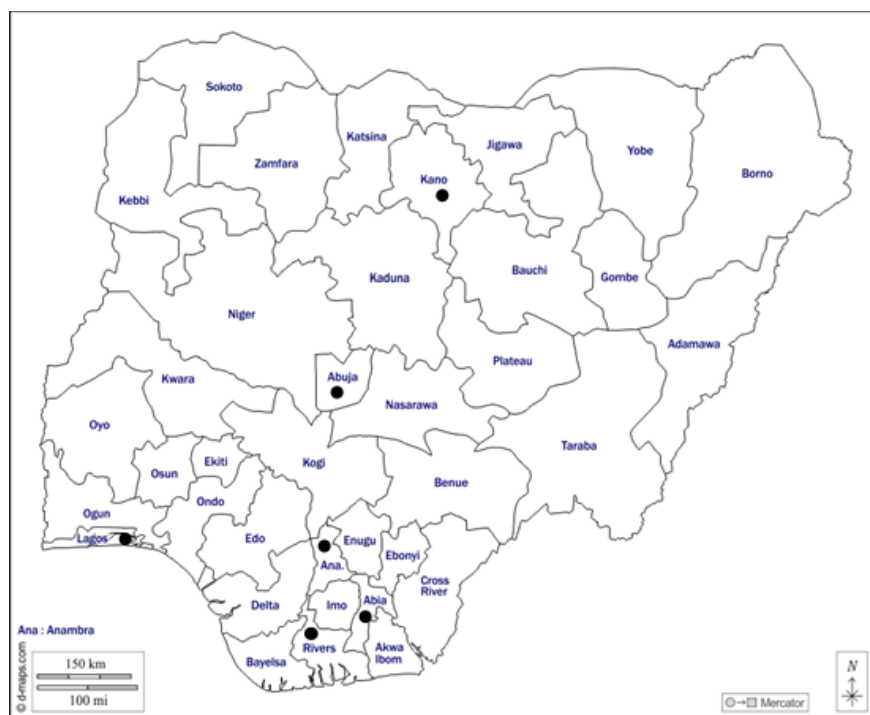 Sokoto
Katsina
Jigawa
Yobe
Zamfara
Kano
Borno
Kebbi
Bauchi
Gombe
Kaduna
Niger
Adamawa
Plateau
Abuja
Kwara
Nasarawa
Oyo
Taraba
Kogi
Ekiti
Osun
Benue
Ondo
Ogun
Lagos
Edo
Enugu
Ebonyi
Ana.
Cross
River
Delta
Imo
Abia
Ana : Anambra
Rivers
Akwa
Ibom
Bayelsa
150 km
100 mi
© d-maps.com
N
Mercator